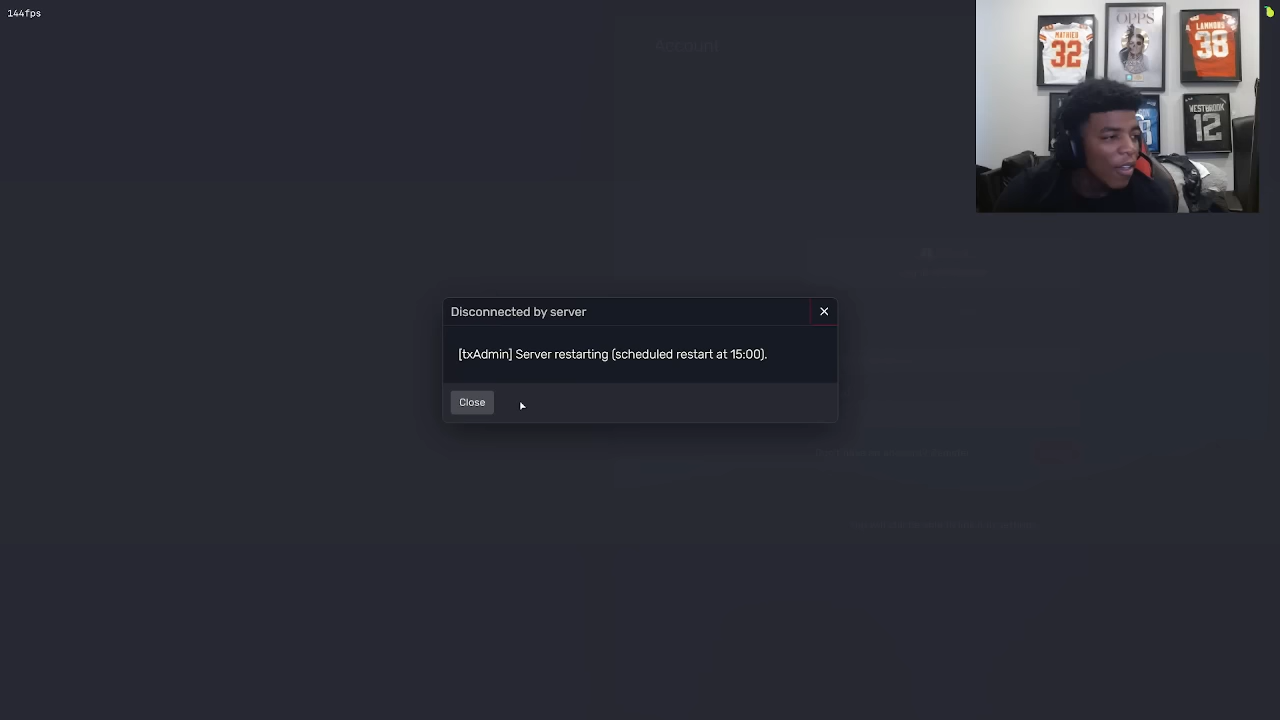 144fps
OPPS
MATHIEU
32
LAMMONS
38
WESTBROOK
12
Disconnected by server
[txAdmin] Server restarting (scheduled restart at 15:00).
Close